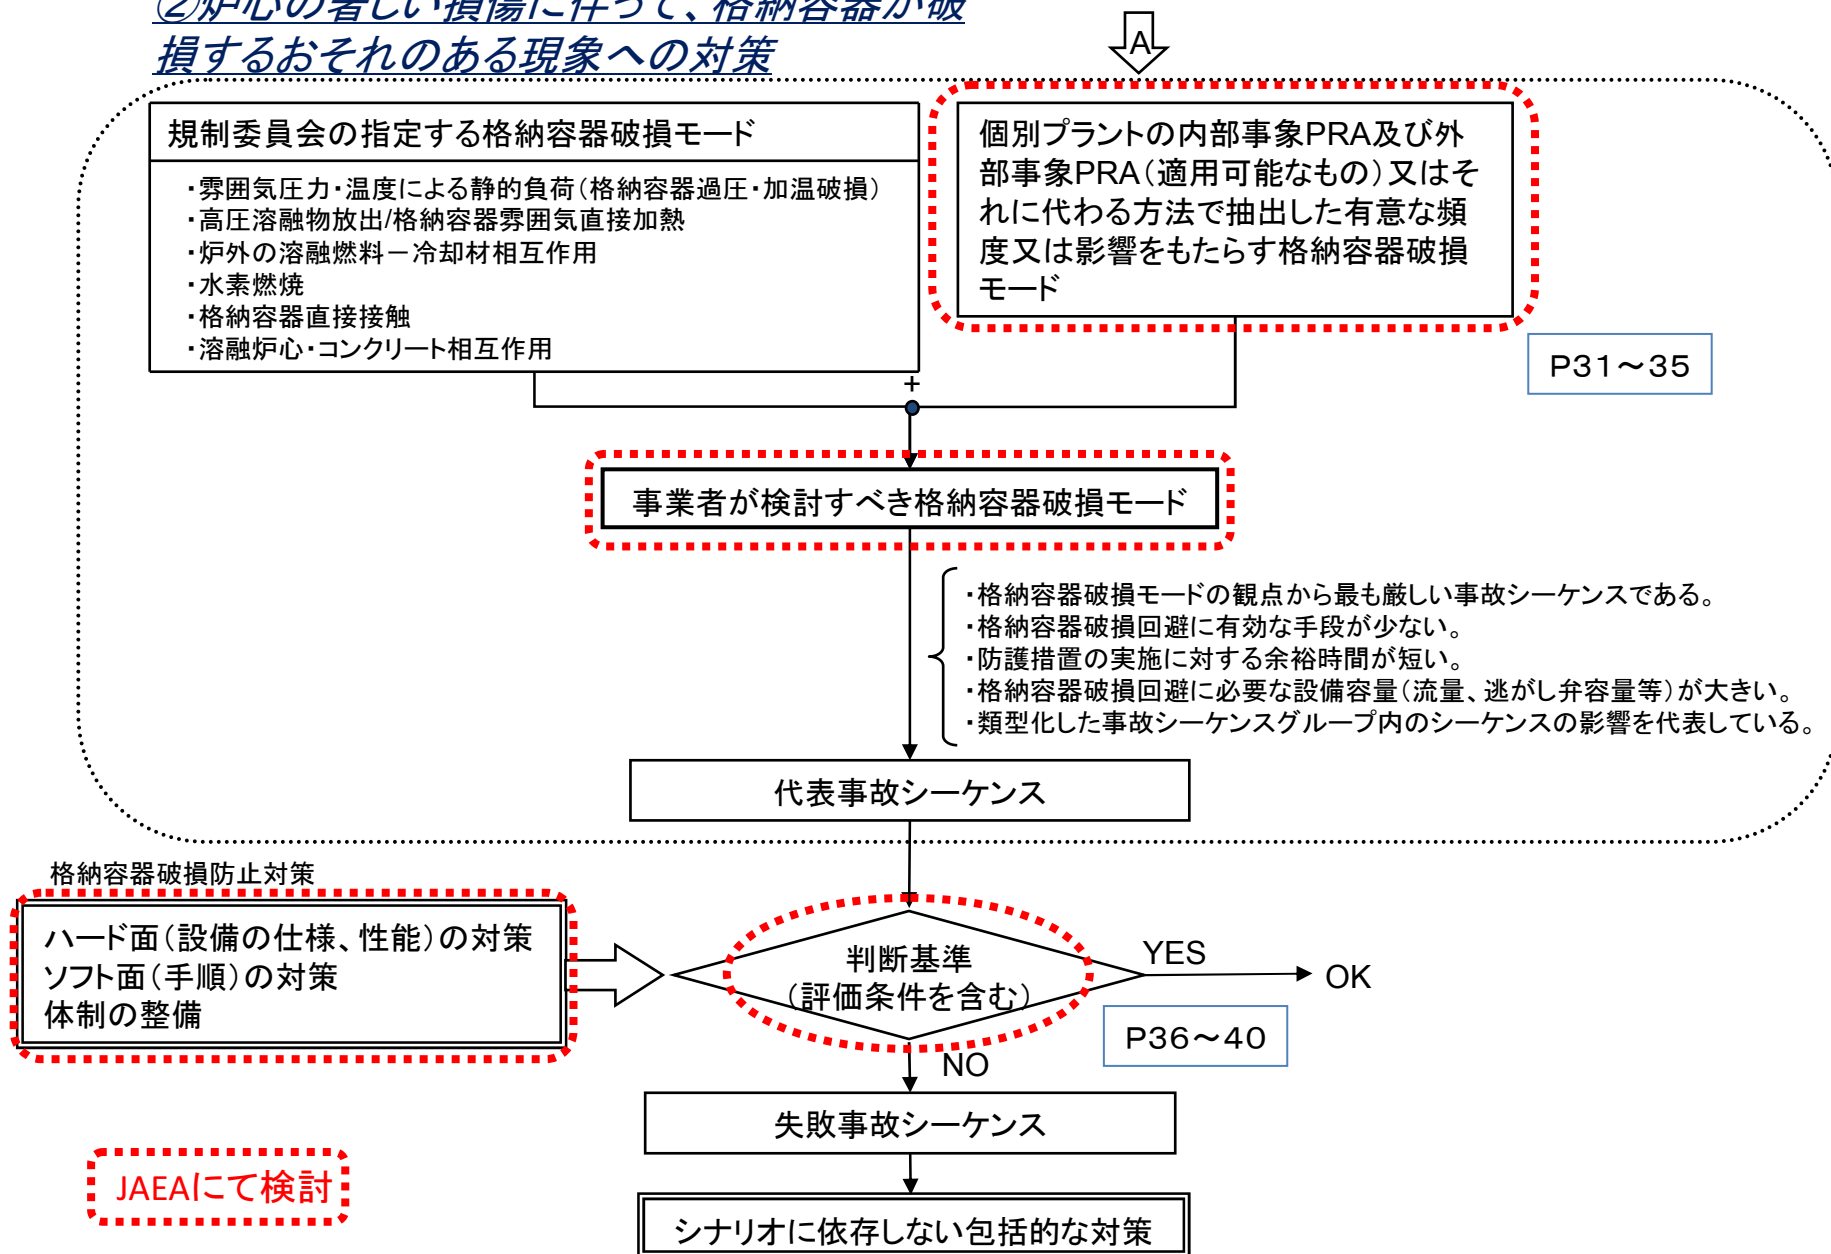 ②炉心の著しい損傷に伴って、格納容器が破
損するおそれのある現象への対策
A
規制委員会の指定する格納容器破損モード
・雰囲気圧力・温度による静的負荷（格納容器過圧・加温破損）
・高圧溶融物放出/格納容器雰囲気直接加熱
・炉外の溶融燃料－冷却材相互作用
・水素燃焼
・格納容器直接接触
・溶融炉心・コンクリート相互作用
個別プラントの内部事象PRA及び外
部事象PRA（適用可能なもの）又はそ
れに代わる方法で抽出した有意な頻
度又は影響をもたらす格納容器破損
モード
P31～35
+
事業者が検討すべき格納容器破損モード
・格納容器破損モードの観点から最も厳しい事故シーケンスである。
・格納容器破損回避に有効な手段が少ない。
・防護措置の実施に対する余裕時間が短い。
・格納容器破損回避に必要な設備容量（流量、逃がし弁容量等）が大きい。
・類型化した事故シーケンスグループ内のシーケンスの影響を代表している。
代表事故シーケンス
格納容器破損防止対策
ハード面（設備の仕様、性能）の対策
ソフト面（手順）の対策
体制の整備
判断基準
（評価条件を含む）
YES
OK
P36～40
NO
失敗事故シーケンス
JAEAにて検討
シナリオに依存しない包括的な対策